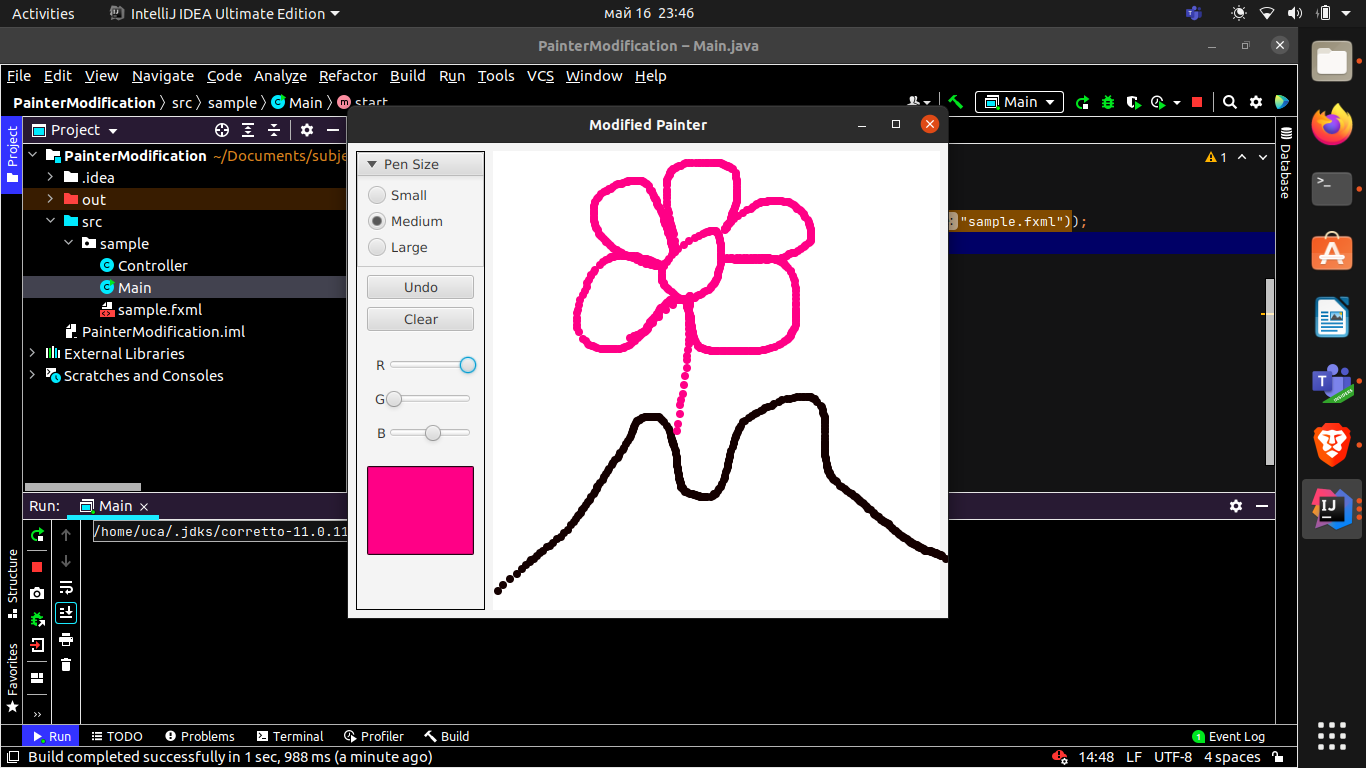 Activities
IntelliJ IDEA Ultimate Edition
май 16 23:46
PainterModification – Main.java
File Edit View Navigate Code Analyze Refactor Build Run Tools VCS Window Help
PainterModification src sample Main start
Main
Project
Project
PainterModification ~/Documents/subje
.idea
out
src
sample
Controller
Main
sample.fxml
PainterModification.iml
External Libraries
Scratches and Consoles
Modified Painter
Pen Size
Small
Medium
Large
Undo
Clear
R
G
B
1
"sample.fxml"));
Database
Run: Main
/home/uca/.jdks/corretto-11.0.11
Structure
Favorites
Run TODO Problems Terminal Profiler Build
1 Event Log
Build completed successfully in 1 sec, 988 ms (a minute ago)
14:48 LF UTF-8 4 spaces